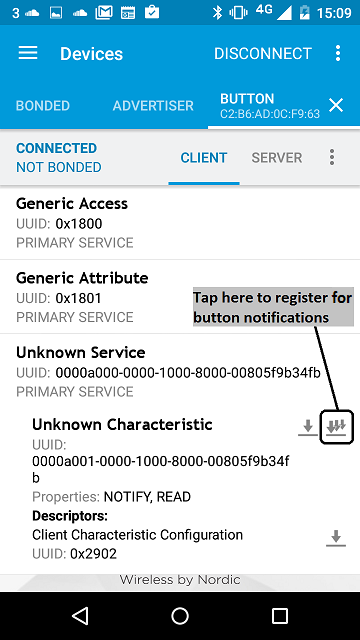 3 4G 15:09
Devices DISCONNECT
BONDED ADVERTISER BUTTON
C2:B6:AD:0C:F9:63
CONNECTED
NOT BONDED CLIENT SERVER
Generic Access
UUID: 0x1800
PRIMARY SERVICE
Generic Attribute
UUID: 0x1801
PRIMARY SERVICE
Tap here to register for
button notifications
Unknown Service
UUID: 0000a000-0000-1000-8000-00805f9b34fb
PRIMARY SERVICE
Unknown Characteristic
UUID:
0000a001-0000-1000-8000-00805f9b34f
b
Properties: NOTIFY, READ
Descriptors:
Client Characteristic Configuration
UUID: 0x2902
Wireless by Nordic